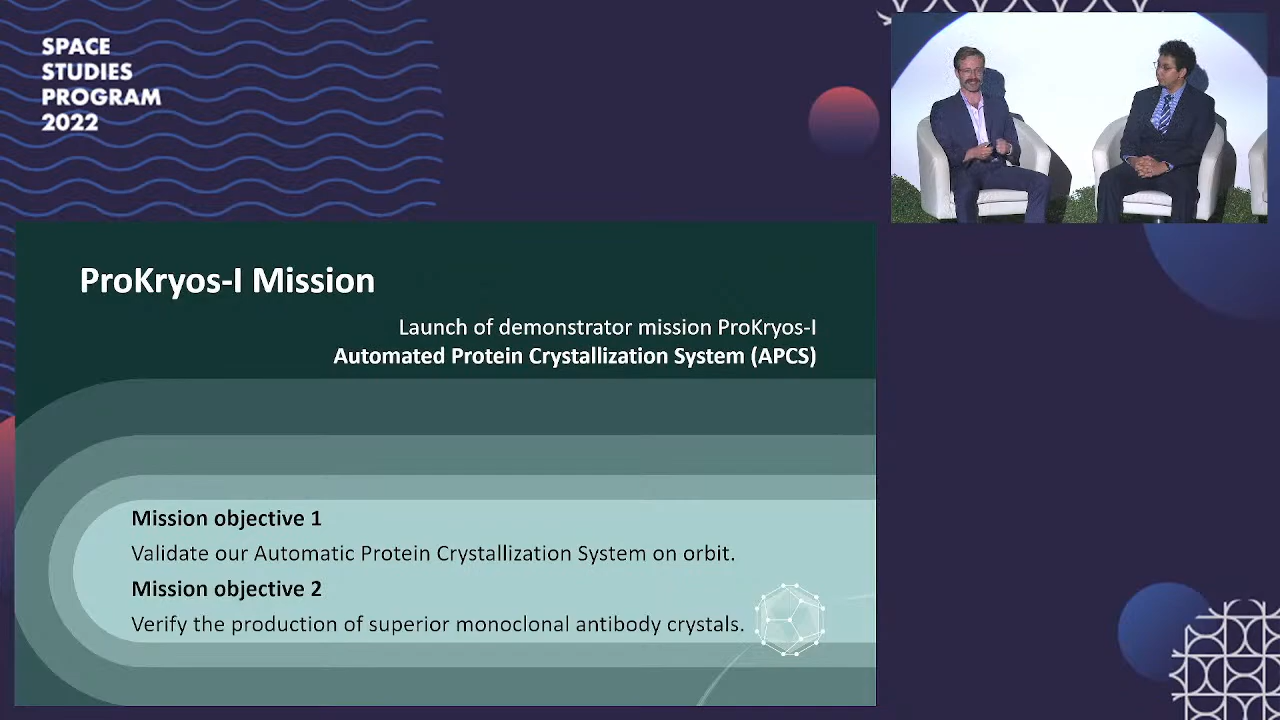 SPACE
STUDIES
PROGRAM
2022
ProKryos-I Mission
Launch of demonstrator mission ProKryos-I
Automated Protein Crystallization System (APCS)
Mission objective 1
Validate our Automatic Protein Crystallization System on orbit.
Mission objective 2
Verify the production of superior monoclonal antibody crystals.